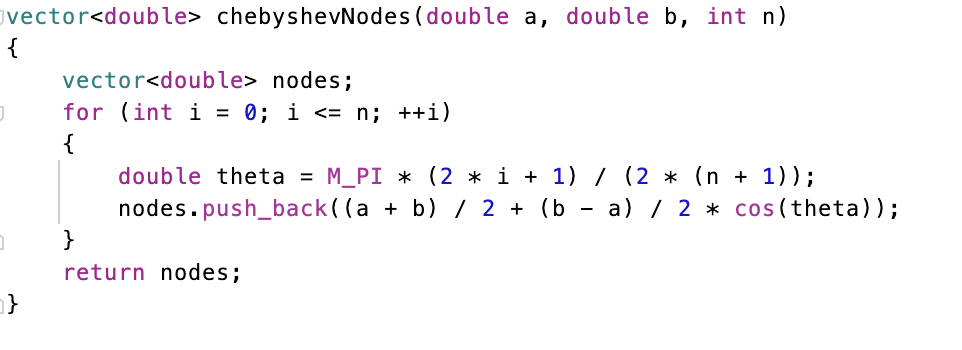 vector<double> chebyshevNodes(double a, double b, int n)
{
    vector<double> nodes;
    for (int i = 0; i <= n; ++i)
    {
        double theta = M_PI * (2 * i + 1) / (2 * (n + 1));
        nodes.push_back((a + b) / 2 + (b - a) / 2 * cos(theta));
    }
    return nodes;
}